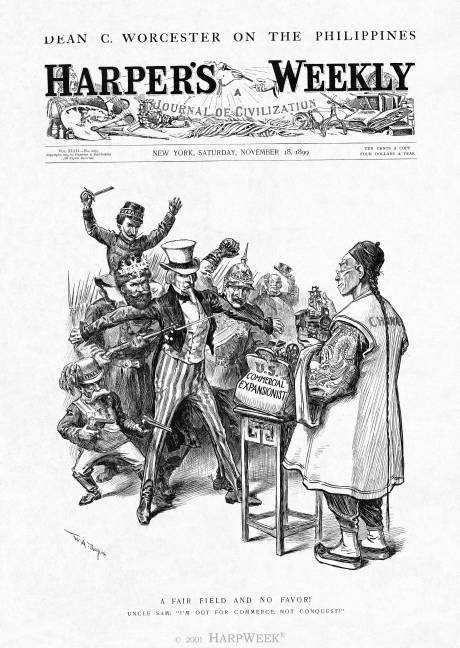 DEAN C. WORCESTER ON THE PHILIPPINES
HARPER'S WEEKLY
A
JOURNAL OF CIVILIZATION
NEW YORK, SATURDAY, NOVEMBER 18, 1899
TEN CENTS A COPY
FOUR DOLLARS A YEAR
CHINA
U.S.
COMMERCIAL
EXPANSIONIST
A FAIR FIELD AND NO FAVOR!
UNCLE SAM: "I'M OUT FOR COMMERCE, NOT CONQUEST!"
© 2001 HARPWEEK®